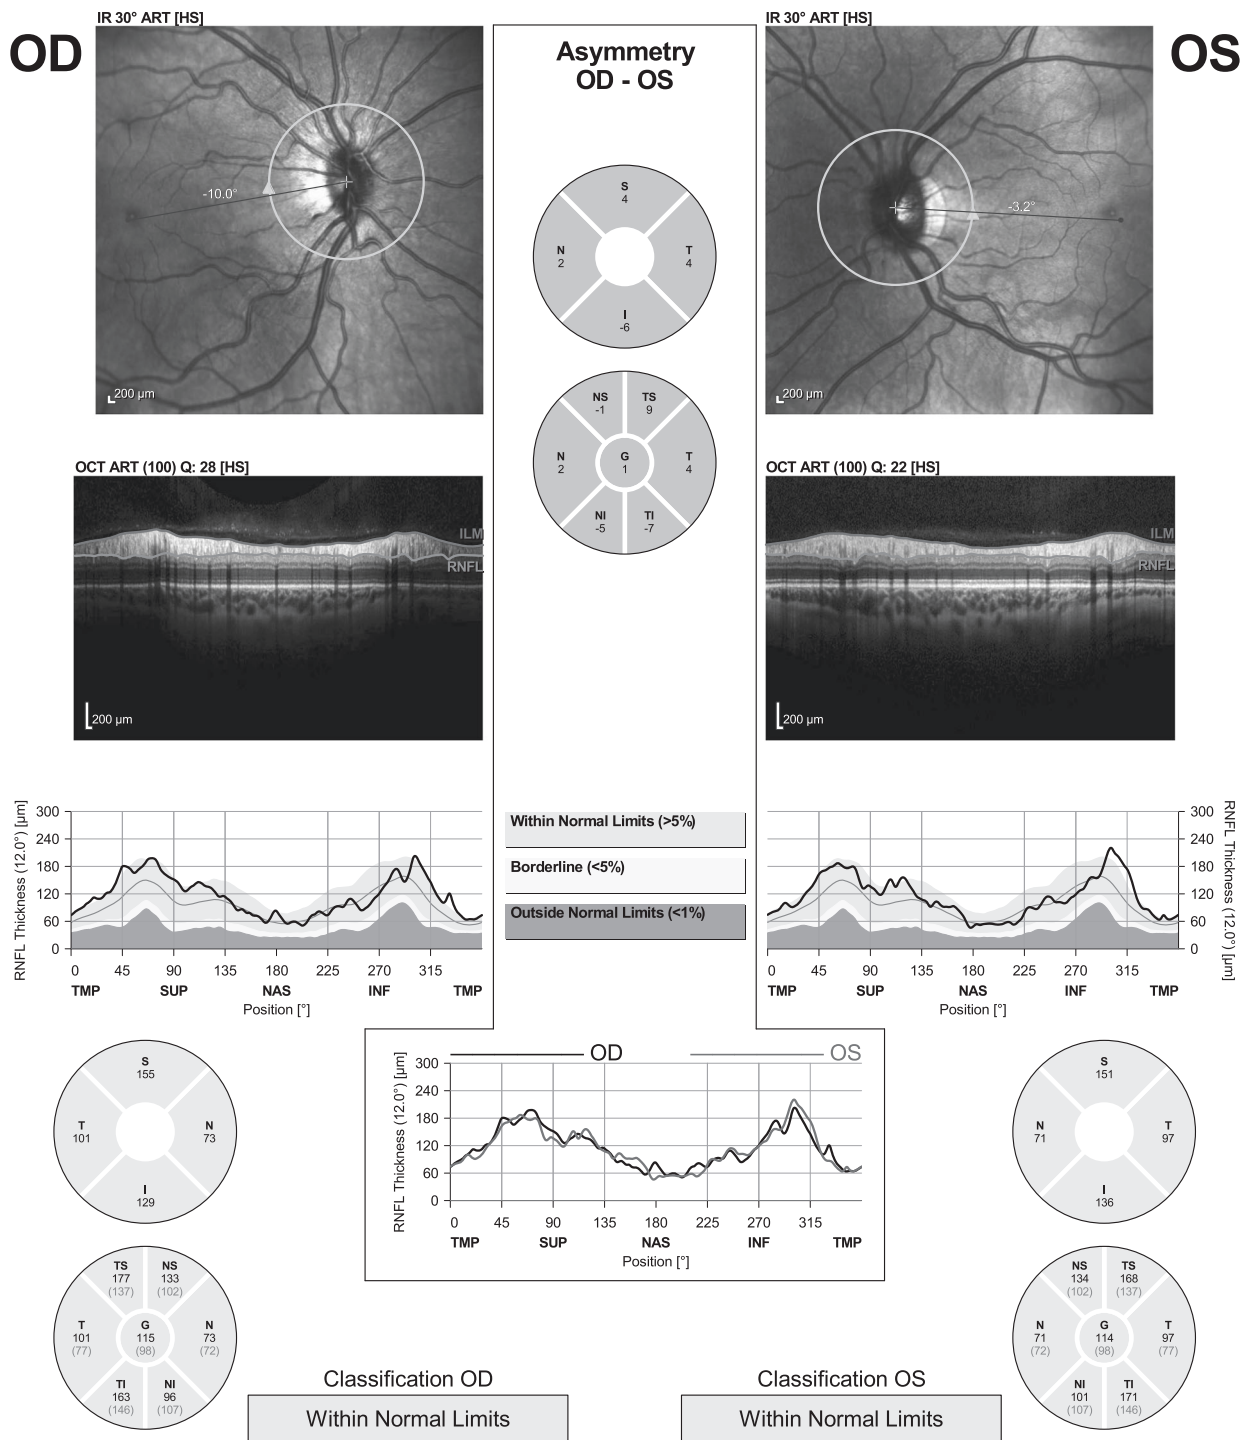 IR 30° ART [HS]
OD
-10.0°
200 µm
Asymmetry
OD - OS
S
4
N
2
T
4
I
-6
NS
-1
TS
9
N
2
G
1
T
4
NI
-5
TI
-7
IR 30° ART [HS]
OS
-3.2°
200 µm
OCT ART (100) Q: 28 [HS]
ILM
RNFL
200 µm
OCT ART (100) Q: 22 [HS]
ILM
RNFL
200 µm
RNFL Thickness (12.0°) [µm]
300
240
180
120
60
0
0 45 90 135 180 225 270 315
TMP SUP NAS INF TMP
Position [°]
Within Normal Limits (>5%)
Borderline (<5%)
Outside Normal Limits (<1%)
300
240
180
120
60
0
RNFL Thickness (12.0°) [µm]
0 45 90 135 180 225 270 315
TMP SUP NAS INF TMP
Position [°]
S
155
T
101
N
73
I
129
OD OS
RNFL Thickness (12.0°) [µm]
300
240
180
120
60
0
0 45 90 135 180 225 270 315
TMP SUP NAS INF TMP
Position [°]
S
151
N
71
T
97
I
136
TS
177
(137)
NS
133
(102)
T
101
(77)
G
115
(98)
N
73
(72)
TI
163
(146)
NI
96
(107)
Classification OD
Within Normal Limits
Classification OS
Within Normal Limits
NS
134
(102)
TS
168
(137)
N
71
(72)
G
114
(98)
T
97
(77)
NI
101
(107)
TI
171
(146)